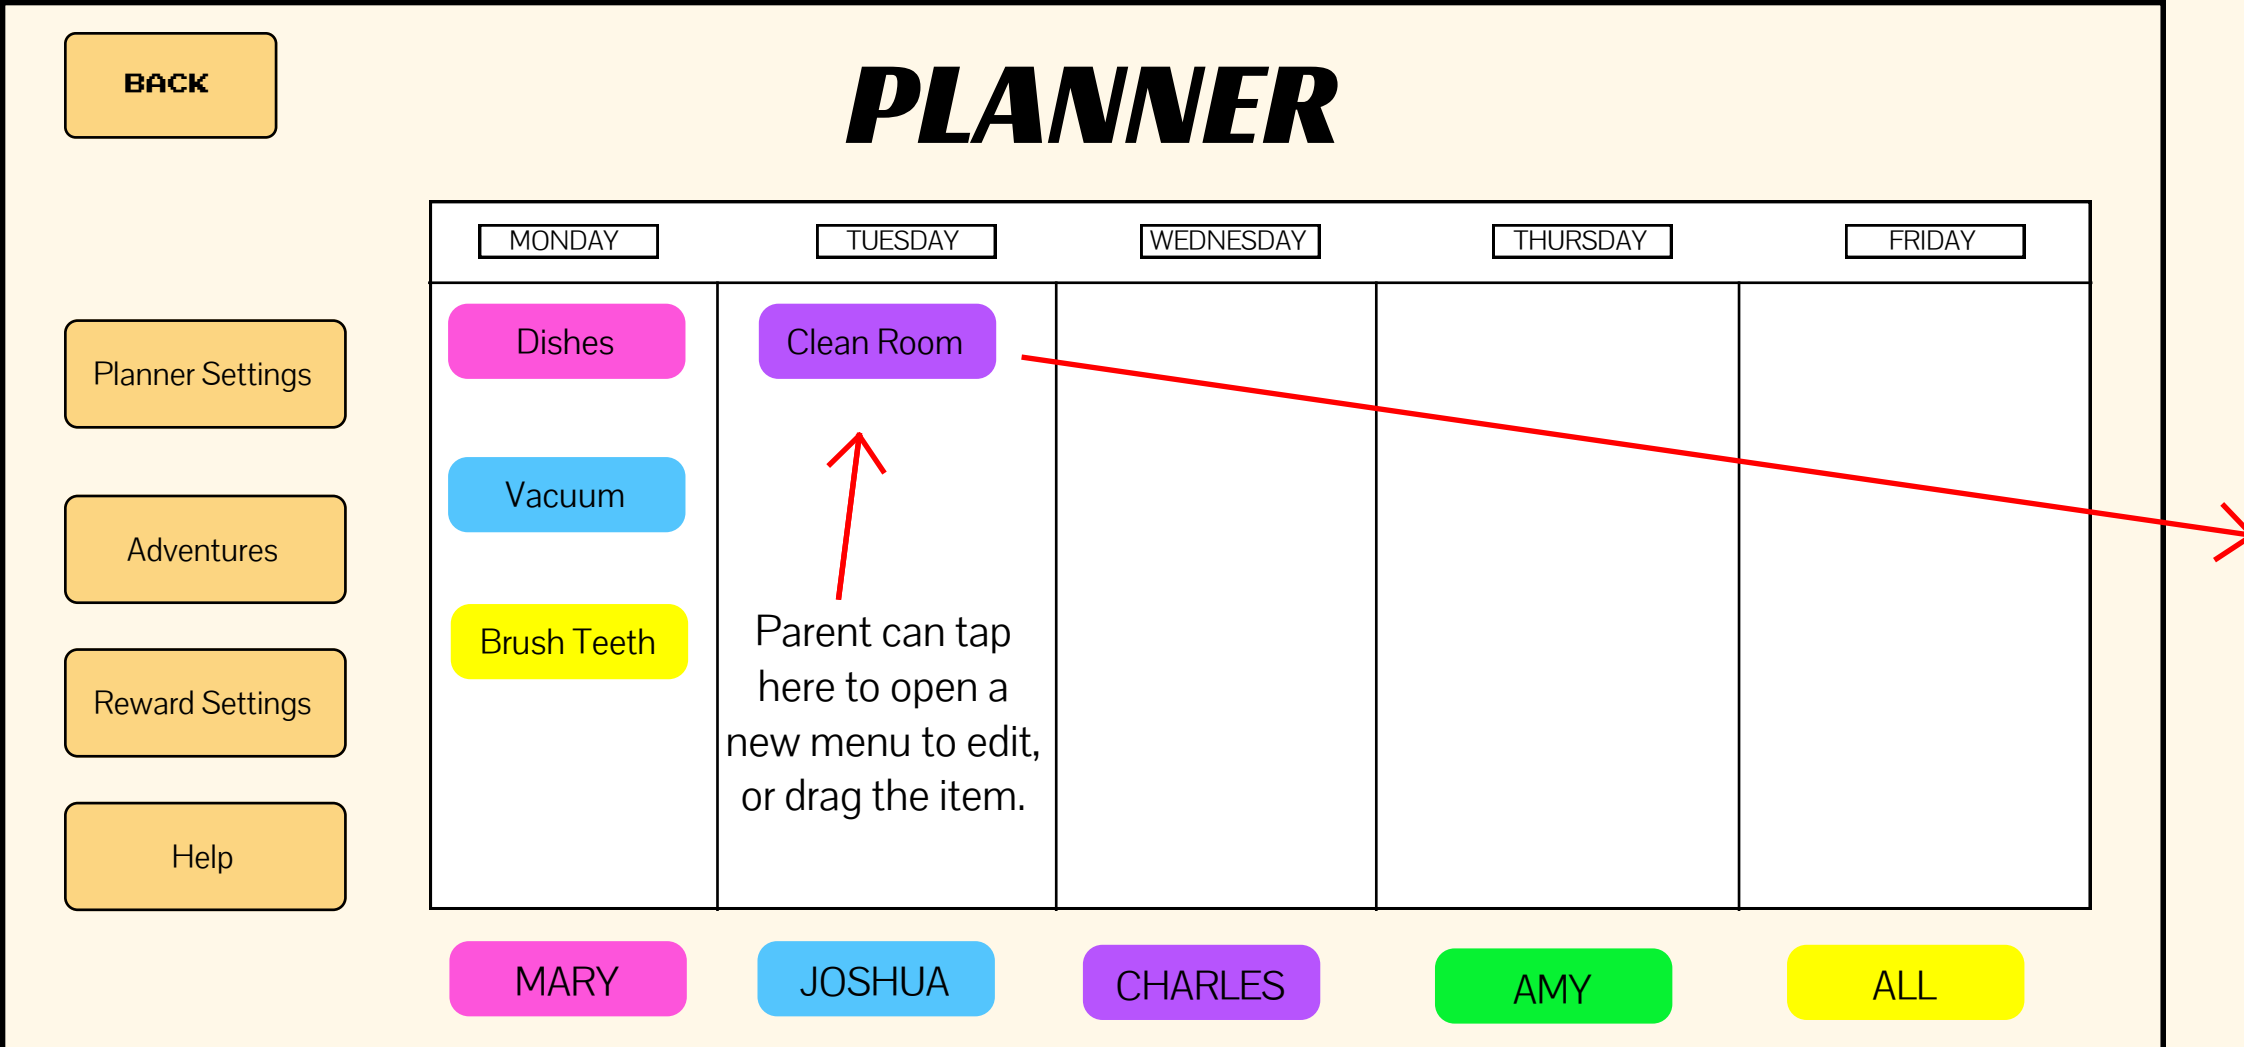 BACK
PLANNER
MONDAY
TUESDAY
WEDNESDAY
THURSDAY
FRIDAY
Planner Settings
Adventures
Reward Settings
Help
Dishes
Vacuum
Brush Teeth
Clean Room
Parent can tap
here to open a
new menu to edit,
or drag the item.
MARY
JOSHUA
CHARLES
AMY
ALL